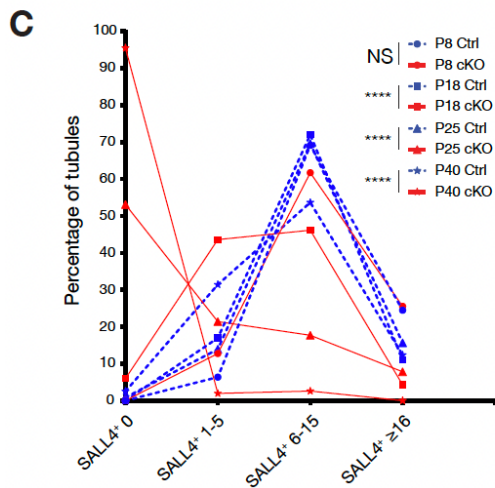 C
Percentage of tubules
100
90
80
70
60
50
40
30
20
10
0
SALL4⁺ 0
SALL4⁺ 1-5
SALL4⁺ 6-15
SALL4⁺ ≥16
NS
P8 Ctrl
P8 cKO
****
P18 Ctrl
P18 cKO
****
P25 Ctrl
P25 cKO
****
P40 Ctrl
P40 cKO